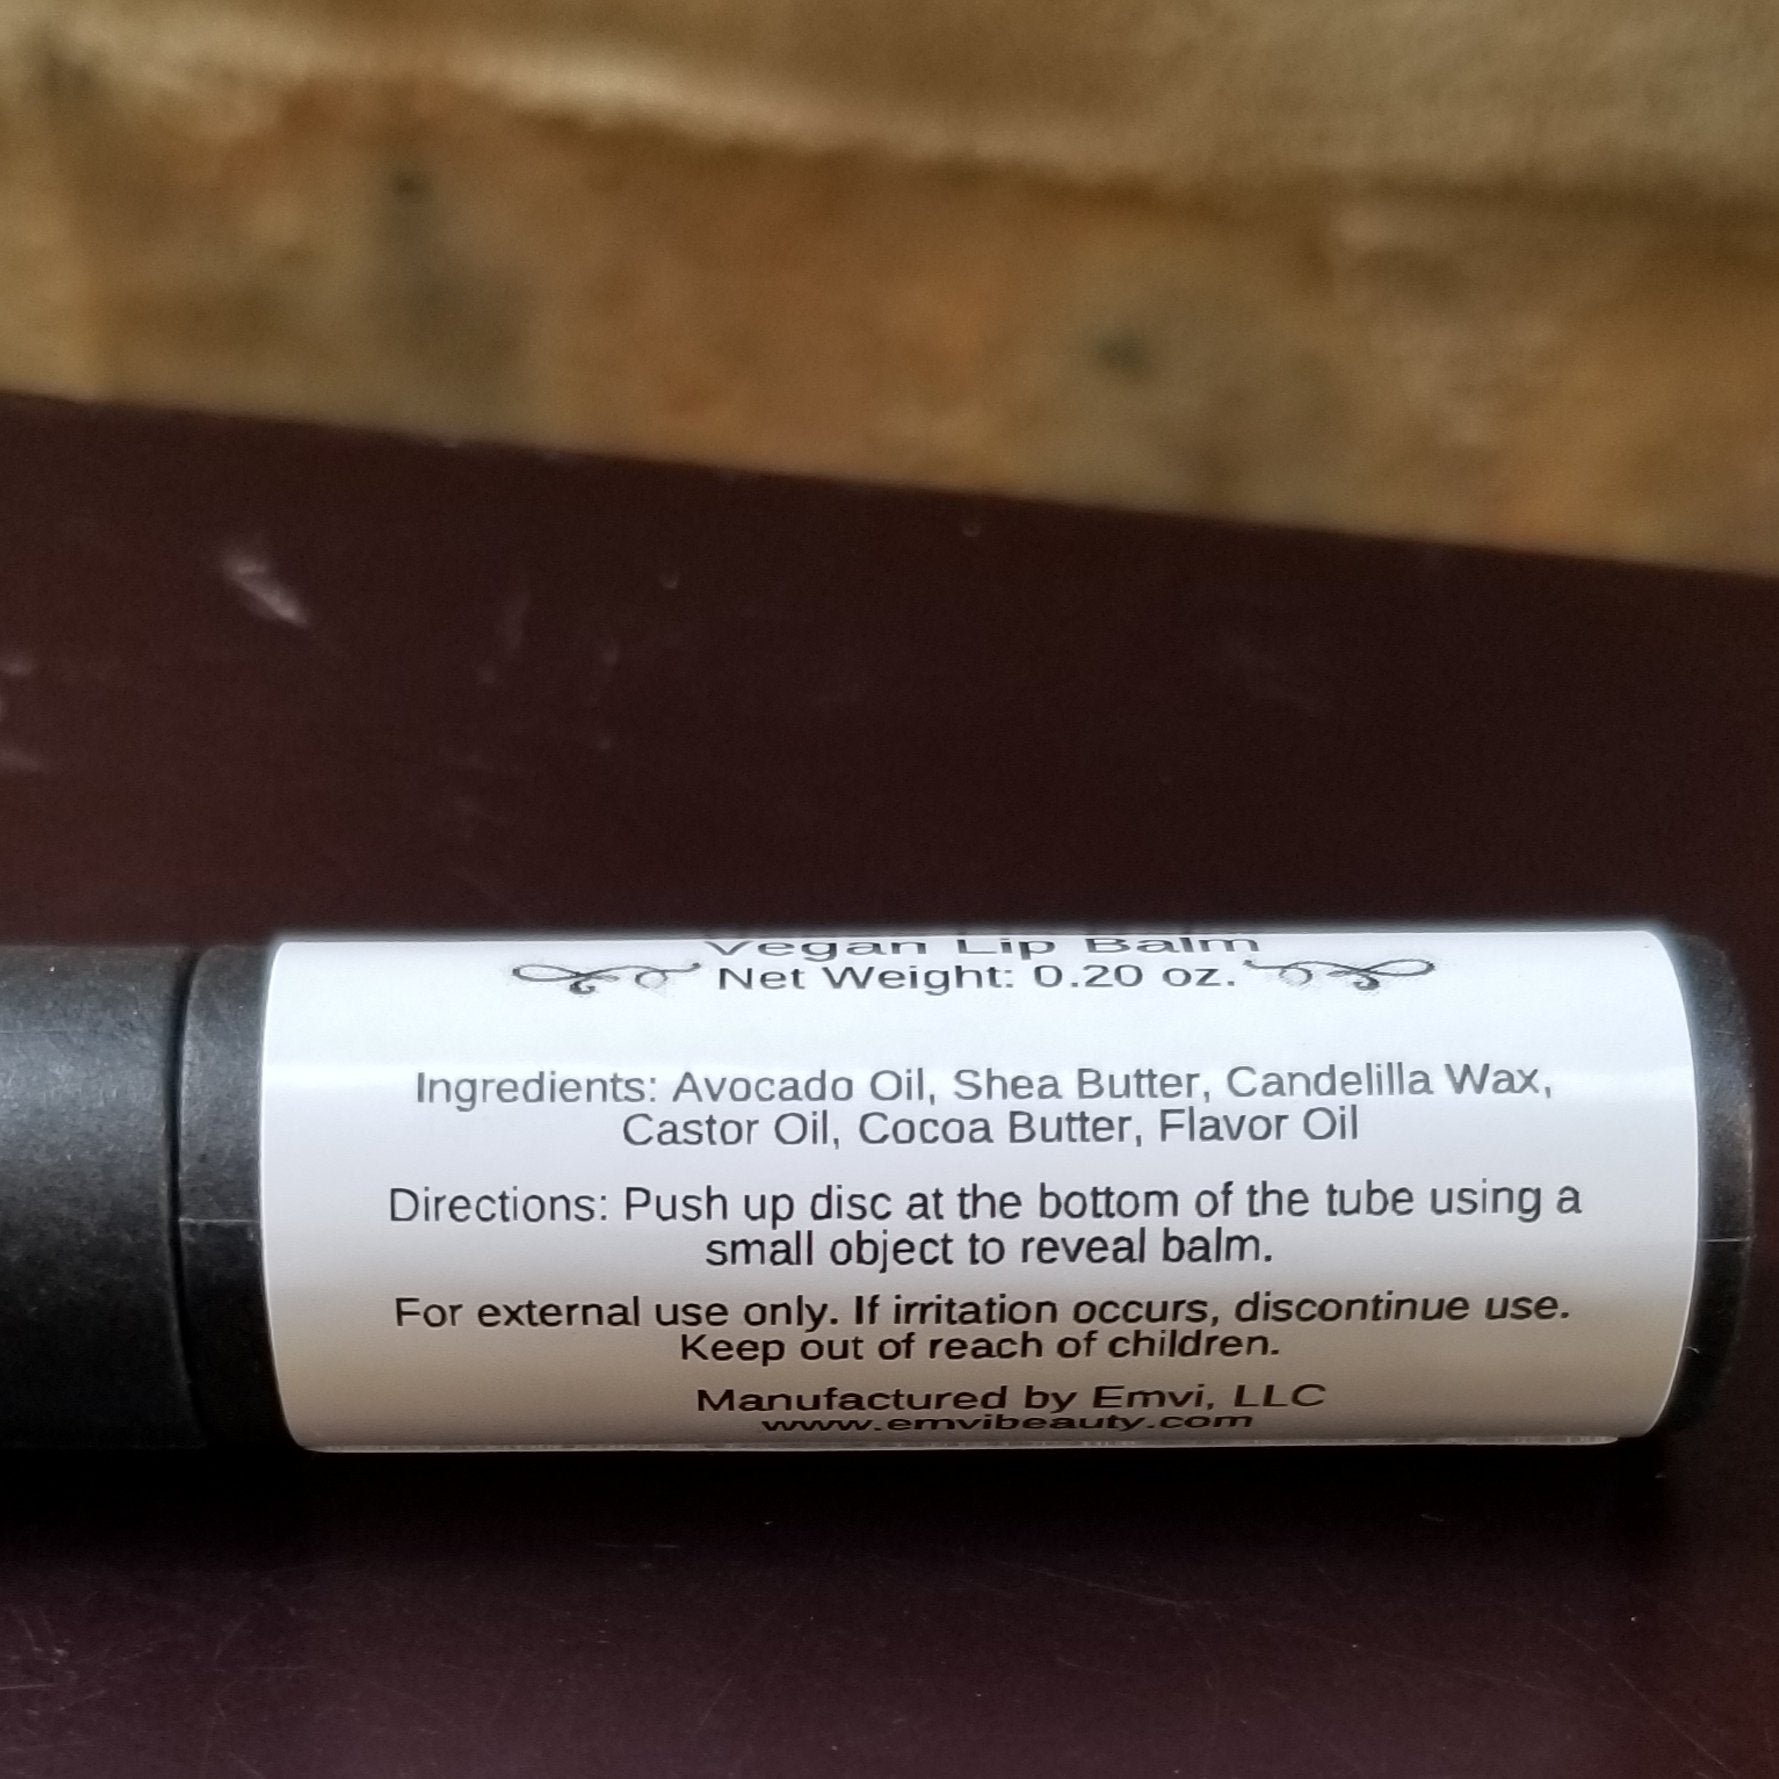 Vegan Lip Balm
Net Weight: 0.20 oz.
Ingredients: Avocado Oil, Shea Butter, Candelilla Wax,
Castor Oil, Cocoa Butter, Flavor Oil
Directions: Push up disc at the bottom of the tube using a
small object to reveal balm.
For external use only. If irritation occurs, discontinue use.
Keep out of reach of children.
Manufactured by Emvi, LLC
www.emvibeauty.com